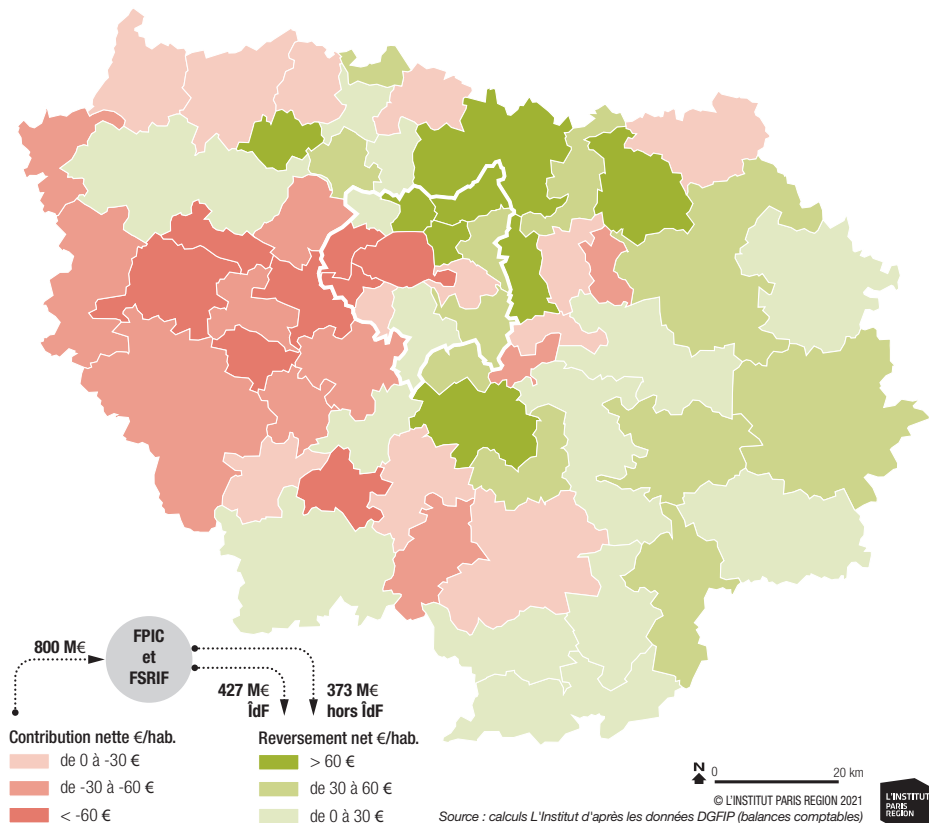 800 M€
FPIC
et
FSRIF
427 M€
ÎdF
373 M€
hors ÎdF
Contribution nette €/hab.
de 0 à -30 €
de -30 à -60 €
< -60 €
Reversement net €/hab.
> 60 €
de 30 à 60 €
de 0 à 30 €
N
0
20 km
© L'INSTITUT PARIS REGION 2021
Source : calculs L'Institut d'après les données DGFIP (balances comptables)
L'INSTITUT
PARIS
REGION